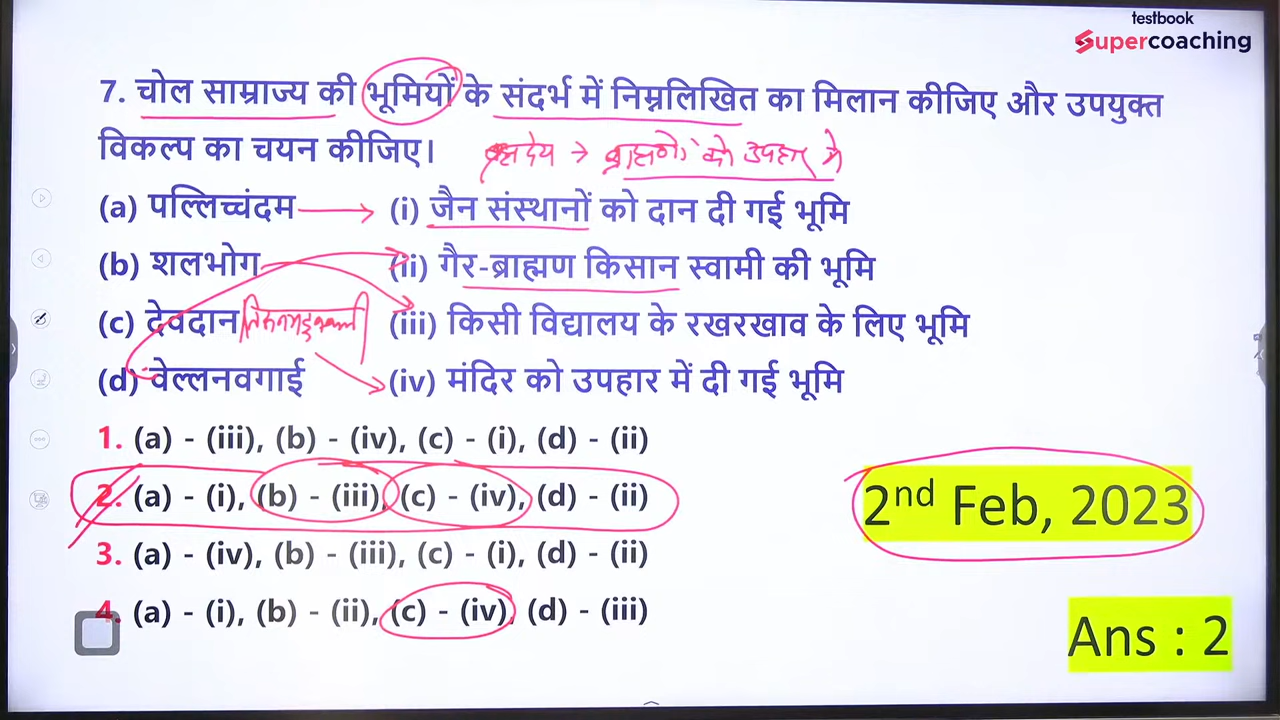 testbook
Supercoaching
7. चोल साम्राज्य की भूमियों के संदर्भ में निम्नलिखित का मिलान कीजिए और उपयुक्त
विकल्प का चयन कीजिए।
ब्रह्मदेय → ब्राह्मणों को उपहार मे
(a) पल्लिच्चंदम
(i) जैन संस्थानों को दान दी गई भूमि
(b) शलभोग
(ii) गैर-ब्राह्मण किसान स्वामी की भूमि
(c) देवदान
(iii) किसी विद्यालय के रखरखाव के लिए भूमि
(d) वेल्लनवगाई
(iv) मंदिर को उपहार में दी गई भूमि
1. (a) - (iii), (b) - (iv), (c) - (i), (d) - (ii)
2. (a) - (i), (b) - (iii), (c) - (iv), (d) - (ii)
3. (a) - (iv), (b) - (iii), (c) - (i), (d) - (ii)
4. (a) - (i), (b) - (ii), (c) - (iv), (d) - (iii)
2nd Feb, 2023
Ans : 2